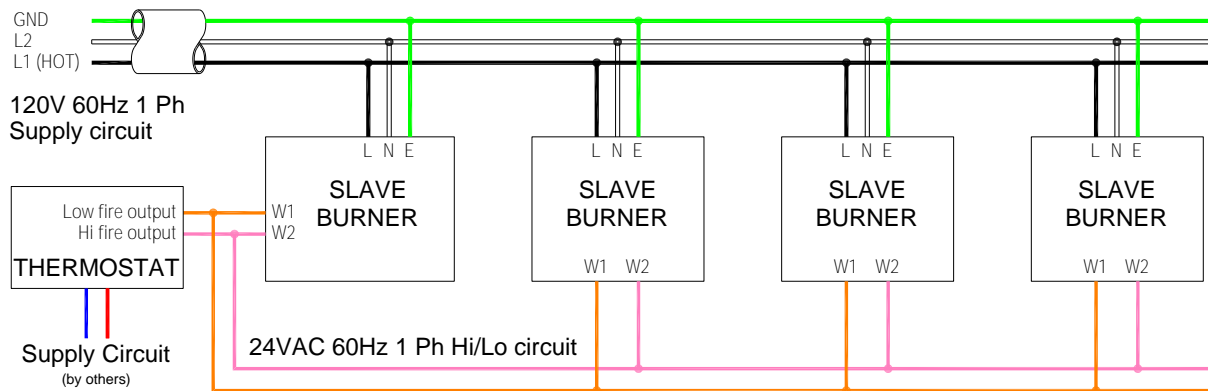 GND
L2
L1 (HOT)
120V 60Hz 1 Ph
Supply circuit
L N E
SLAVE
BURNER
W1
W2
L N E
SLAVE
BURNER
W1 W2
L N E
SLAVE
BURNER
W1 W2
L N E
SLAVE
BURNER
W1 W2
Low fire output
Hi fire output
THERMOSTAT
Supply Circuit
(by others)
24VAC 60Hz 1 Ph Hi/Lo circuit